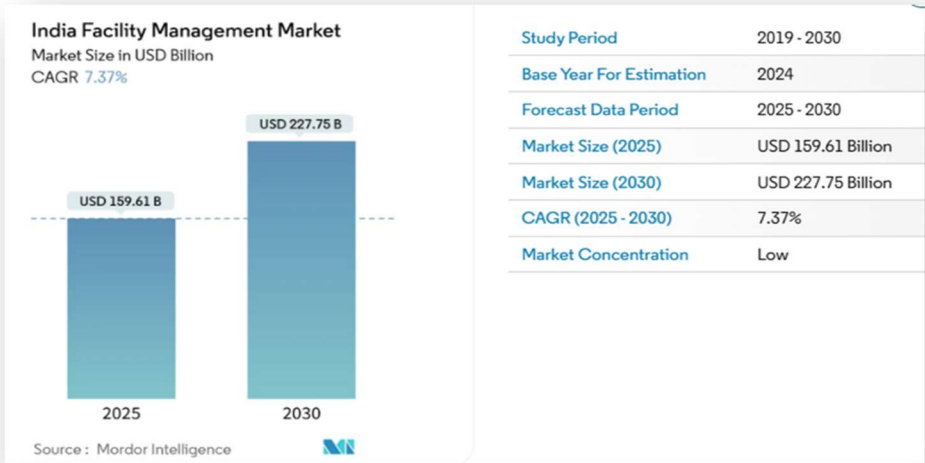 India Facility Management Market
Market Size in USD Billion
CAGR 7.37%
USD 227.75 B
USD 159.61 B
2025
2030
Source : Mordor Intelligence
Study Period 2019 - 2030
Base Year For Estimation 2024
Forecast Data Period 2025 - 2030
Market Size (2025) USD 159.61 Billion
Market Size (2030) USD 227.75 Billion
CAGR (2025 - 2030) 7.37%
Market Concentration Low